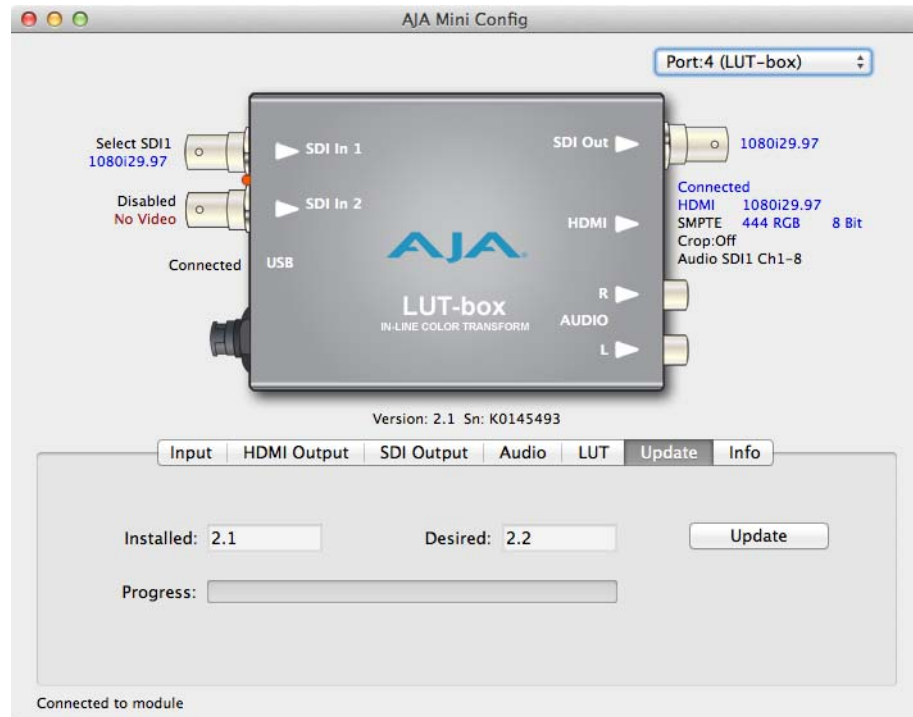 AJA Mini Config
Port:4 (LUT-box)
Select SDI1
1080i29.97
Disabled
No Video
Connected
SDI In 1
SDI In 2
USB
AJA
LUT-box
IN-LINE COLOR TRANSFORM
SDI Out
HDMI
R
AUDIO
L
1080i29.97
Connected
HDMI 1080i29.97
SMPTE 444 RGB 8 Bit
Crop:Off
Audio SDI1 Ch1-8
Version: 2.1 Sn: K0145493
Input HDMI Output SDI Output Audio LUT Update Info
Installed: 2.1 Desired: 2.2 Update
Progress:
Connected to module